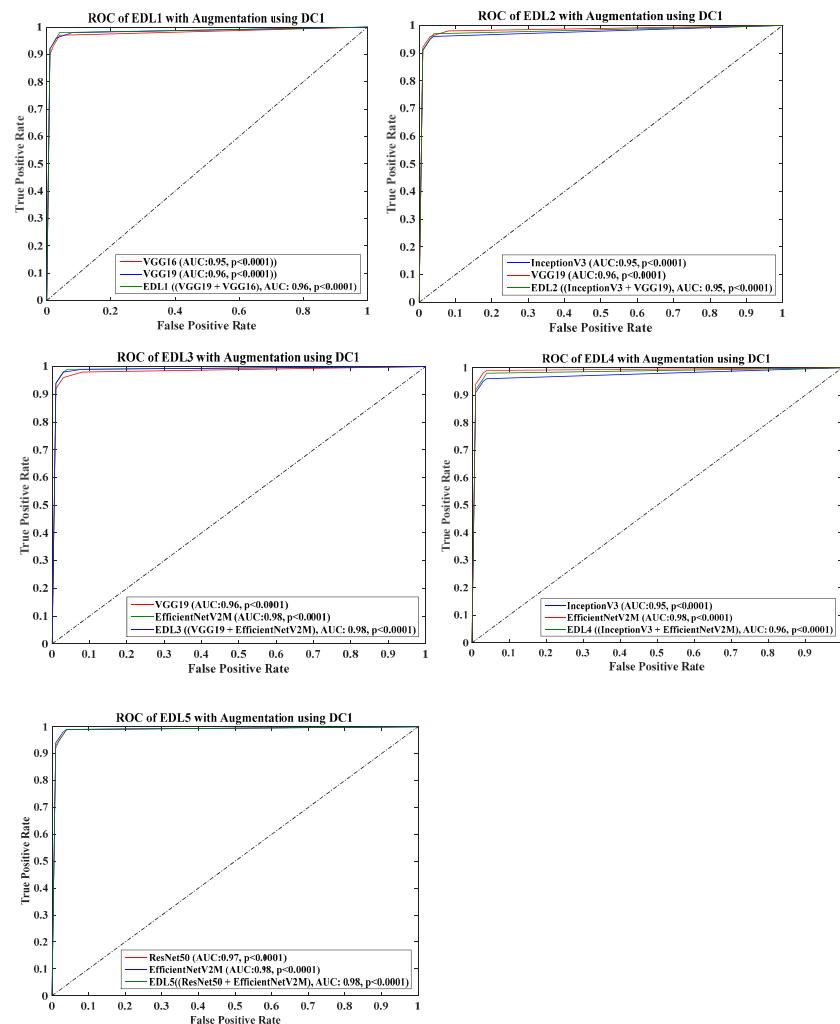 ROC of EDL1 with Augmentation using DC1
1
0.9
0.8
0.7
0.6
0.5
0.4
0.3
0.2
0.1
0
True Positive Rate
VGG16 (AUC:0.95, p<0.0001))
VGG19 (AUC:0.96, p<0.0001))
EDL1 ((VGG19 + VGG16), AUC: 0.96, p<0.0001)
0 0.2 0.4 0.6 0.8 1
False Positive Rate
ROC of EDL2 with Augmentation using DC1
1
0.9
0.8
0.7
0.6
0.5
0.4
0.3
0.2
0.1
0
True Positive Rate
InceptionV3 (AUC:0.95, p<0.0001)
VGG19 (AUC:0.96, p<0.0001)
EDL2 ((InceptionV3 + VGG19), AUC: 0.95, p<0.0001)
0 0.1 0.2 0.3 0.4 0.5 0.6 0.7 0.8 0.9 1
False Positive Rate
ROC of EDL3 with Augmentation using DC1
1
0.9
0.8
0.7
0.6
0.5
0.4
0.3
0.2
0.1
0
True Positive Rate
VGG19 (AUC:0.96, p<0.0001)
EfficientNetV2M (AUC:0.98, p<0.0001)
EDL3 ((VGG19 + EfficientNetV2M), AUC: 0.98, p<0.0001)
0 0.1 0.2 0.3 0.4 0.5 0.6 0.7 0.8 0.9 1
False Positive Rate
ROC of EDL4 with Augmentation using DC1
1
0.9
0.8
0.7
0.6
0.5
0.4
0.3
0.2
0.1
0
True Positive Rate
InceptionV3 (AUC:0.95, p<0.0001)
EfficientNetV2M (AUC:0.98, p<0.0001)
EDL4 ((InceptionV3 + EfficientNetV2M), AUC: 0.96, p<0.0001)
0 0.1 0.2 0.3 0.4 0.5 0.6 0.7 0.8 0.9
False Positive Rate
ROC of EDL5 with Augmentation using DC1
1
0.9
0.8
0.7
0.6
0.5
0.4
0.3
0.2
0.1
0
True Positive Rate
ResNet50 (AUC:0.97, p<0.0001)
EfficientNetV2M (AUC:0.98, p<0.0001)
EDL5((ResNet50 + EfficientNetV2M), AUC: 0.98, p<0.0001)
0 0.1 0.2 0.3 0.4 0.5 0.6 0.7 0.8 0.9 1
False Positive Rate